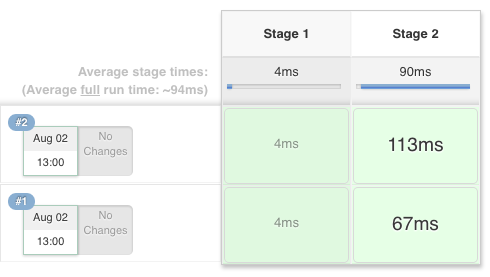 Stage 1
Stage 2
Average stage times:
4ms
90ms
(Average full run time: ~94ms)
#2
Aug 02
No
Changes
13:00
4ms
113ms
#1
Aug 02
No
Changes
13:00
4ms
67ms